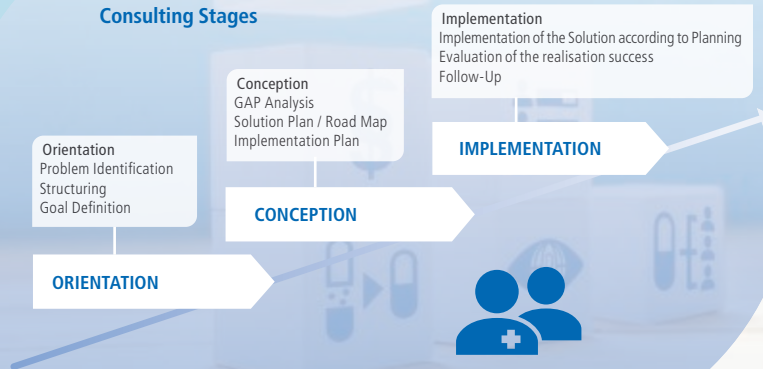 Consulting Stages
Implementation
Implementation of the Solution according to Planning
Evaluation of the realisation success
Follow-Up
Conception
GAP Analysis
Solution Plan / Road Map
Implementation Plan
IMPLEMENTATION
Orientation
Problem Identification
Structuring
Goal Definition
CONCEPTION
ORIENTATION